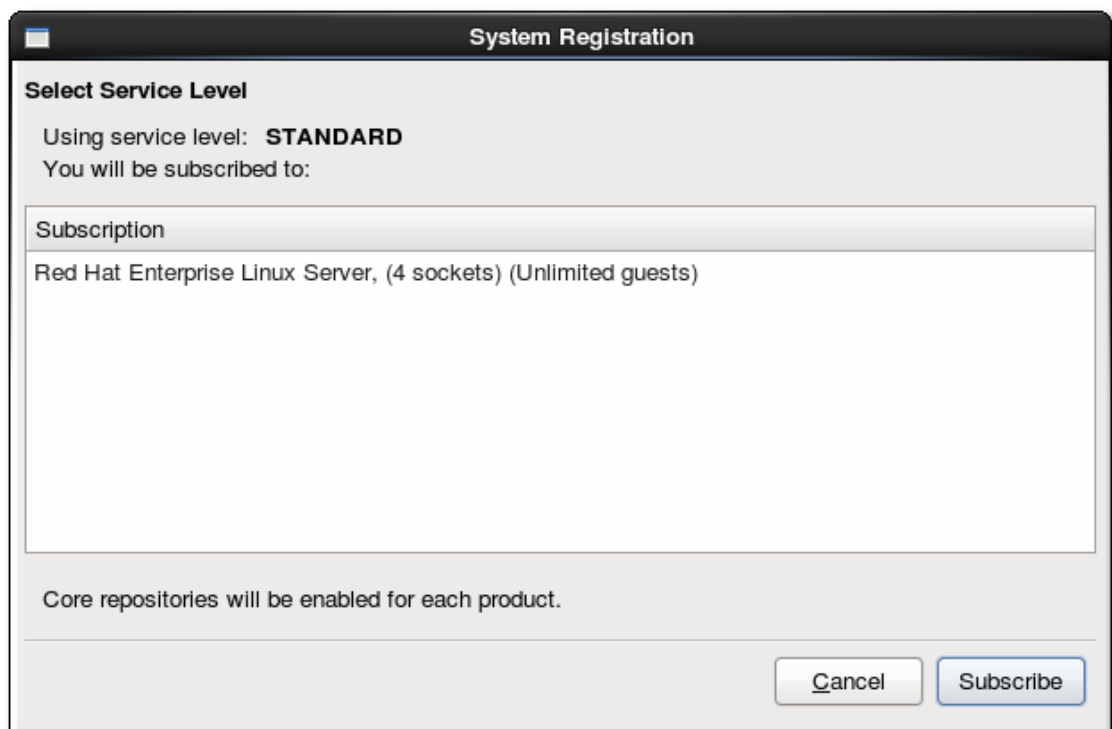 System Registration
Select Service Level
Using service level: STANDARD
You will be subscribed to:
Subscription
Red Hat Enterprise Linux Server, (4 sockets) (Unlimited guests)
Core repositories will be enabled for each product.
Cancel Subscribe